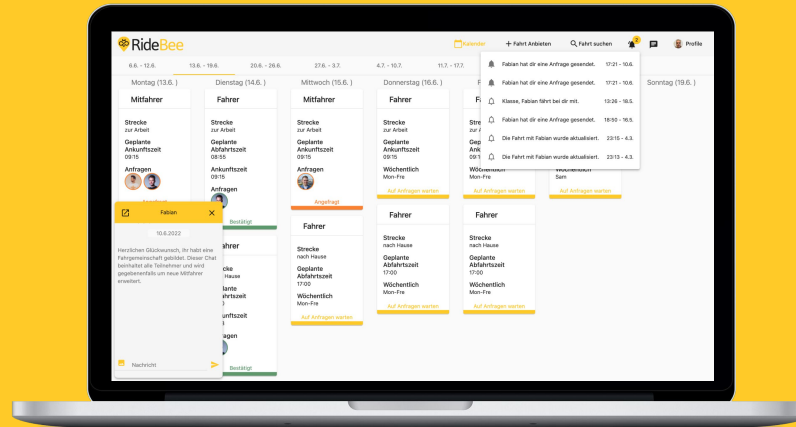 RideBee
Kalender
+ Fahrt Anbieten
Fahrt suchen
2
Profile
6.6. - 12.6.
13.6. - 19.6.
20.6. - 26.6.
27.6. - 3.7.
4.7. - 10.7.
11.7. - 17.7.
Fabian hat dir eine Anfrage gesendet. 17:21 - 10.6.
Fabian hat dir eine Anfrage gesendet. 17:21 - 10.6.
Klasse, Fabian fährt bei dir mit. 13:26 - 18.5.
Fabian hat dir eine Anfrage gesendet. 18:50 - 16.5.
Die Fahrt mit Fabian wurde aktualisiert. 23:15 - 4.3.
Die Fahrt mit Fabian wurde aktualisiert. 23:13 - 4.3.
Montag (13.6. )
Mitfahrer
Strecke
zur Arbeit
Geplante
Ankunftszeit
09:15
Anfragen
Dienstag (14.6. )
Fahrer
Strecke
zur Arbeit
Geplante
Abfahrtszeit
08:55
Ankunftszeit
09:15
Anfragen
Bestätigt
Bestätigt
Mittwoch (15.6. )
Mitfahrer
Strecke
zur Arbeit
Geplante
Ankunftszeit
09:15
Anfragen
Angefragt
Fahrer
Strecke
nach Hause
Geplante
Abfahrtszeit
17:00
Wöchentlich
Mon-Fre
Auf Anfragen warten
Donnerstag (16.6. )
Fahrer
Strecke
zur Arbeit
Geplante
Ankunftszeit
09:15
Wöchentlich
Mon-Fre
Auf Anfragen warten
Fahrer
Strecke
nach Hause
Geplante
Abfahrtszeit
17:00
Wöchentlich
Mon-Fre
Auf Anfragen warten
Wöchentlich
Mon-Fre
Auf Anfragen warten
Fahrer
Strecke
nach Hause
Geplante
Abfahrtszeit
17:00
Wöchentlich
Mon-Fre
Auf Anfragen warten
Wöchentlich
Sam
Auf Anfragen warten
Sonntag (19.6. )
Fabian
10.6.2022
Herzlichen Glückwunsch, Ihr habt eine
Fahrgemeinschaft gebildet. Dieser Chat
beinhaltet alle Teilnehmer und wird
gegebenenfalls um neue Mitfahrer
erweitert.
Nachricht